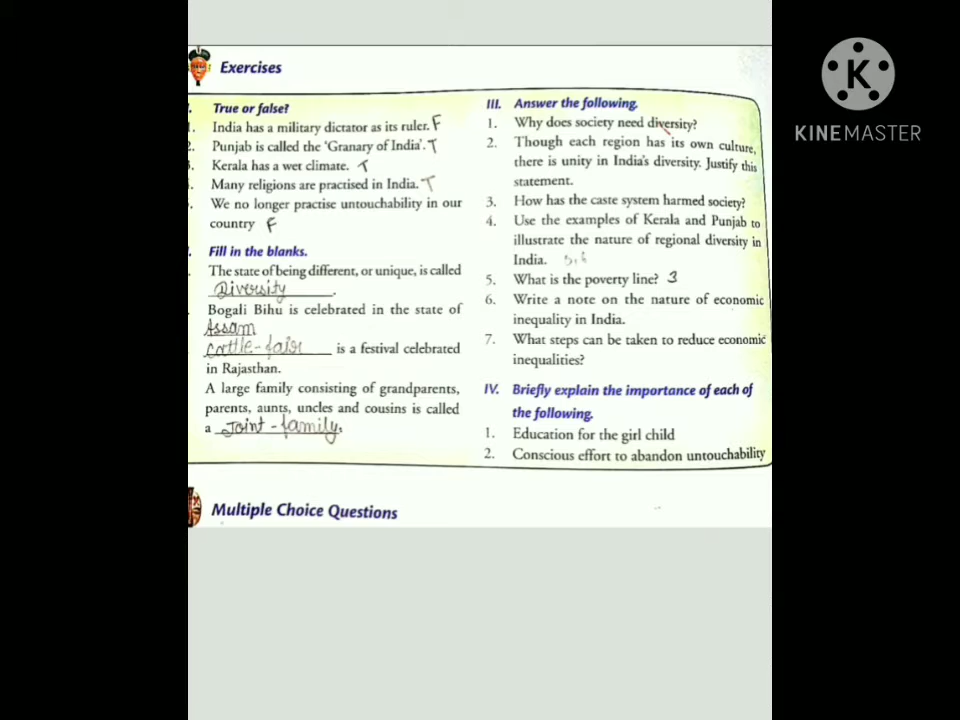 Exercises
True or false?
India has a military dictator as its ruler. F
Punjab is called the 'Granary of India'. T
Kerala has a wet climate. T
Many religions are practised in India. T
We no longer practise untouchability in our
country F
Fill in the blanks.
The state of being different, or unique, is called
Diversity.
Bogali Bihu is celebrated in the state of
Assam
Cattle-fair is a festival celebrated
in Rajasthan.
A large family consisting of grandparents,
parents, aunts, uncles and cousins is called
a Joint-family.
III. Answer the following.
1. Why does society need diversity?
2. Though each region has its own culture,
there is unity in India's diversity. Justify this
statement.
3. How has the caste system harmed society?
4. Use the examples of Kerala and Punjab to
illustrate the nature of regional diversity in
India.
5. What is the poverty line? 3
6. Write a note on the nature of economic
inequality in India.
7. What steps can be taken to reduce economic
inequalities?
IV. Briefly explain the importance of each of
the following.
1. Education for the girl child
2. Conscious effort to abandon untouchability
Multiple Choice Questions
K
KINEMASTER